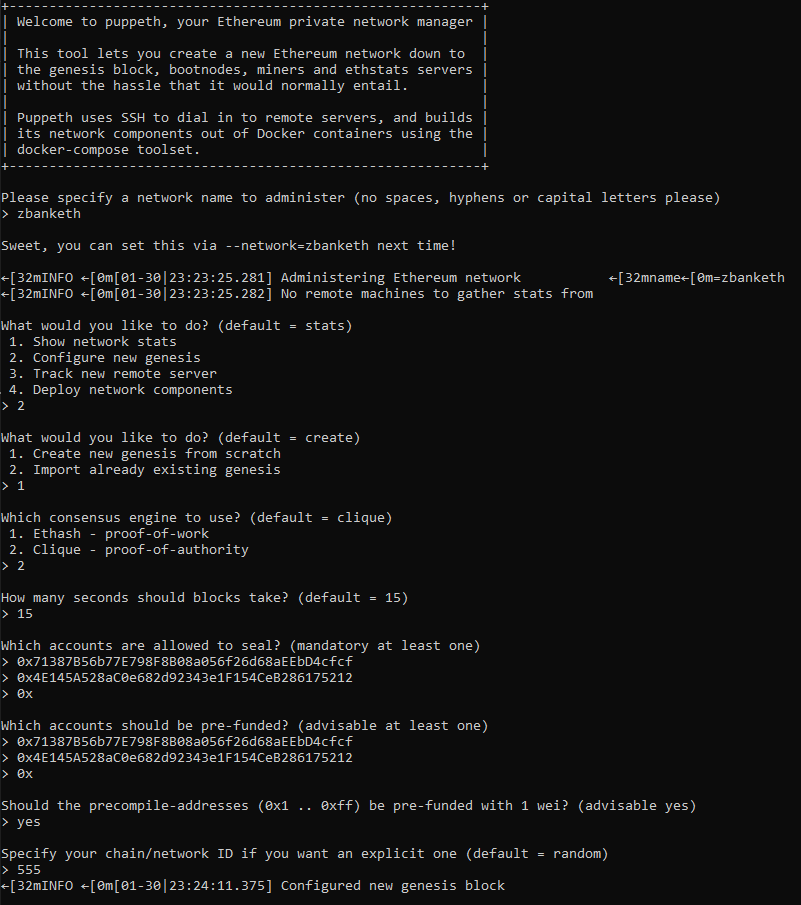 +-----------------------------------------------------------+
| Welcome to puppeth, your Ethereum private network manager |
|                                                           |
| This tool lets you create a new Ethereum network down to  |
| the genesis block, bootnodes, miners and ethstats servers |
| without the hassle that it would normally entail.         |
|                                                           |
| Puppeth uses SSH to dial in to remote servers, and builds |
| its network components out of Docker containers using the |
| docker-compose toolset.                                   |
+-----------------------------------------------------------+
Please specify a network name to administer (no spaces, hyphens or capital letters please)
> zbanketh
Sweet, you can set this via --network=zbanketh next time!
←[32mINFO ←[0m[01-30|23:23:25.281] Administering Ethereum network           ←[32mname←[0m=zbanketh
←[32mINFO ←[0m[01-30|23:23:25.282] No remote machines to gather stats from
What would you like to do? (default = stats)
 1. Show network stats
 2. Configure new genesis
 3. Track new remote server
 4. Deploy network components
> 2
What would you like to do? (default = create)
 1. Create new genesis from scratch
 2. Import already existing genesis
> 1
Which consensus engine to use? (default = clique)
 1. Ethash - proof-of-work
 2. Clique - proof-of-authority
> 2
How many seconds should blocks take? (default = 15)
> 15
Which accounts are allowed to seal? (mandatory at least one)
> 0x71387B56b77E798F8B08a056f26d68aEEbD4cfcf
> 0x4E145A528aC0e682d92343e1F154CeB286175212
> 0x
Which accounts should be pre-funded? (advisable at least one)
> 0x71387B56b77E798F8B08a056f26d68aEEbD4cfcf
> 0x4E145A528aC0e682d92343e1F154CeB286175212
> 0x
Should the precompile-addresses (0x1 .. 0xff) be pre-funded with 1 wei? (advisable yes)
> yes
Specify your chain/network ID if you want an explicit one (default = random)
> 555
←[32mINFO ←[0m[01-30|23:24:11.375] Configured new genesis block